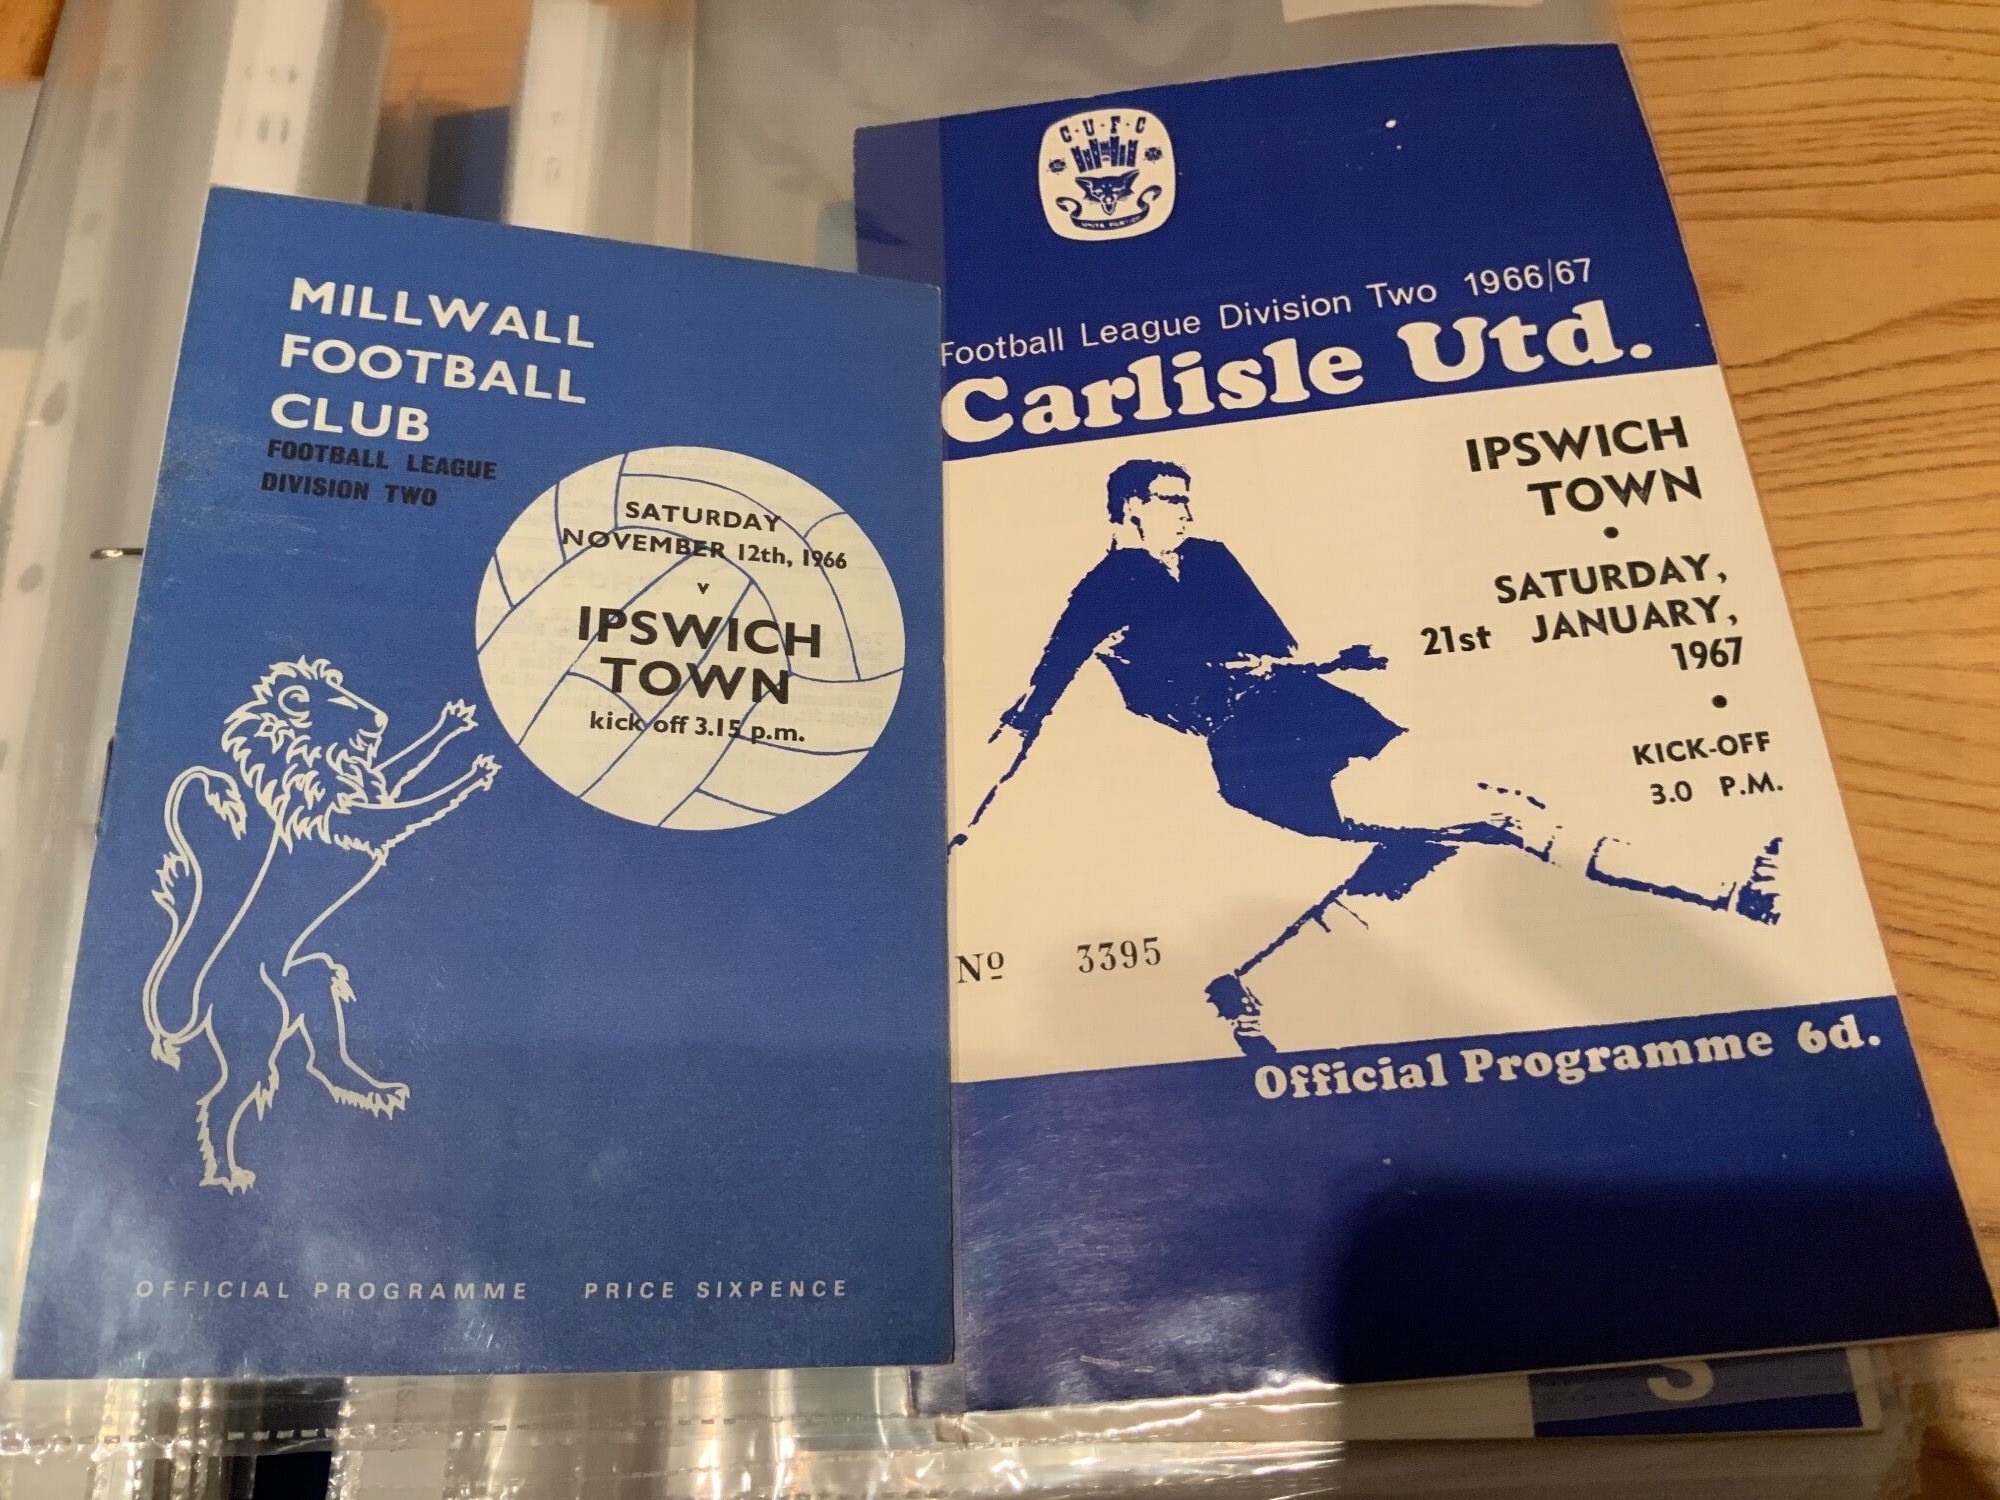 MILLWALL
FOOTBALL
CLUB
FOOTBALL LEAGUE
DIVISION TWO
SATURDAY
NOVEMBER 12th, 1966
v
IPSWICH
TOWN
kick off 3.15 p.m.
OFFICIAL PROGRAMME PRICE SIXPENCE
C·U·F·C
UNITA FORTIOR
Football League Division Two 1966/67
Carlisle Utd.
IPSWICH
TOWN
•
SATURDAY,
21st JANUARY,
1967
•
KICK-OFF
3.0 P.M.
Nº 3395
Official Programme 6d.
S